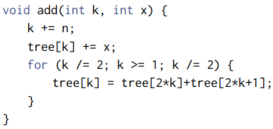 void add(int k, int x) {
    k += n;
    tree[k] += x;
    for (k /= 2; k >= 1; k /= 2) {
        tree[k] = tree[2*k]+tree[2*k+1];
    }
}